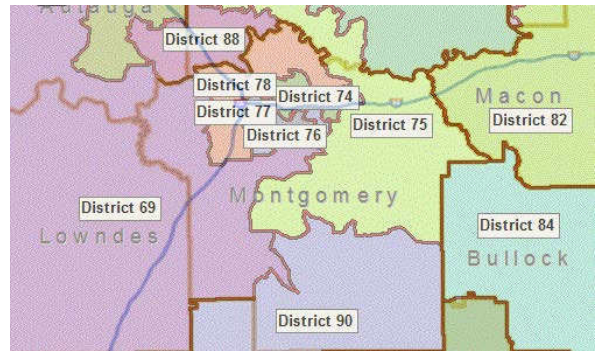 Autauga
District 88
District 78
District 74
District 77
District 75
District 76
Macon
District 82
Montgomery
District 69
Lowndes
District 84
Bullock
District 90